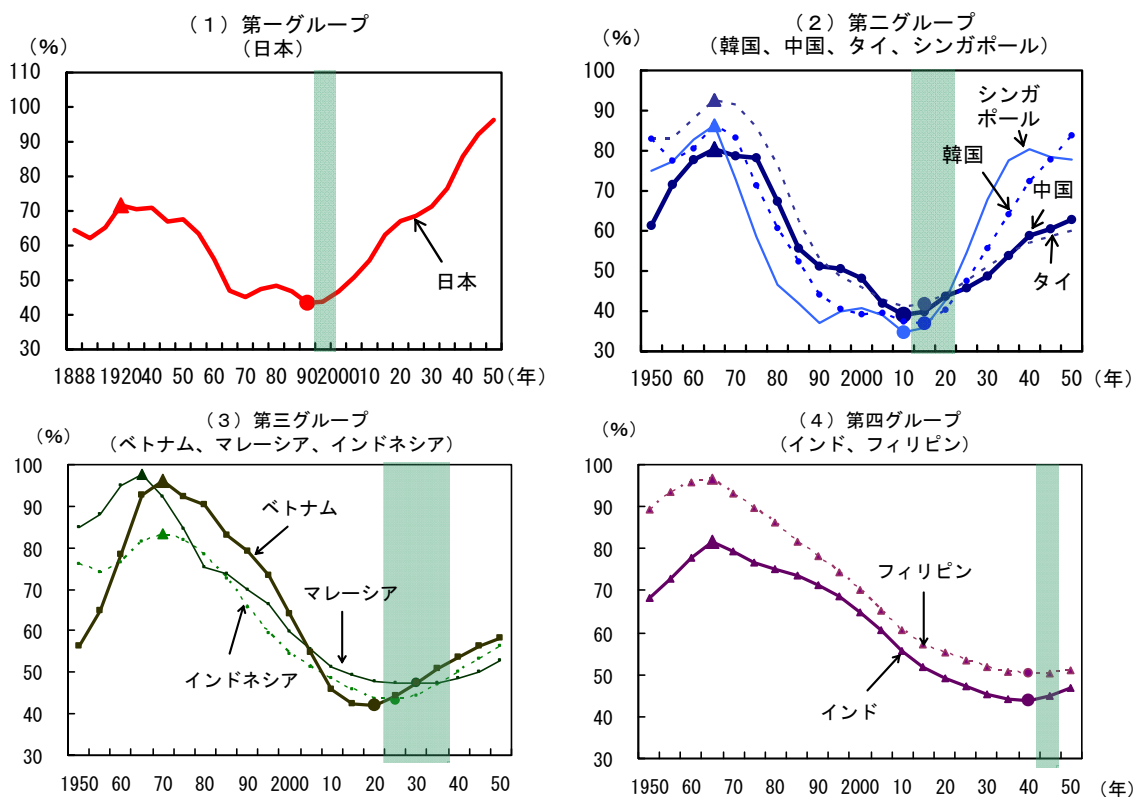 （１）第一グループ
（日本）
（％）
110
100
90
80
70
60
50
40
30
日本
1888 192040 50 60 70 80 902000 10 20 30 40 50（年）
（２）第二グループ
（韓国、中国、タイ、シンガポール）
（％）
100
90
80
70
60
50
40
30
シンガ
ポール
韓国
中国
タイ
1950 60 70 80 90 2000 10 20 30 40 50 （年）
（３）第三グループ
（ベトナム、マレーシア、インドネシア）
（％）
100
90
80
70
60
50
40
30
ベトナム
マレーシア
インドネシア
1950 60 70 80 90 2000 10 20 30 40 50 （年）
（４）第四グループ
（インド、フィリピン）
（％）
100
90
80
70
60
50
40
30
フィリピン
インド
1950 60 70 80 90 2000 10 20 30 40 50 （年）